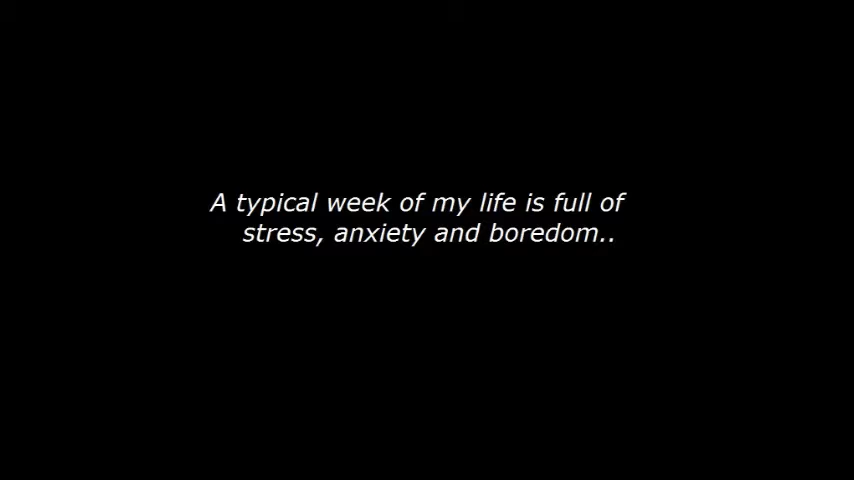 A typical week of my life is full of
stress, anxiety and boredom..